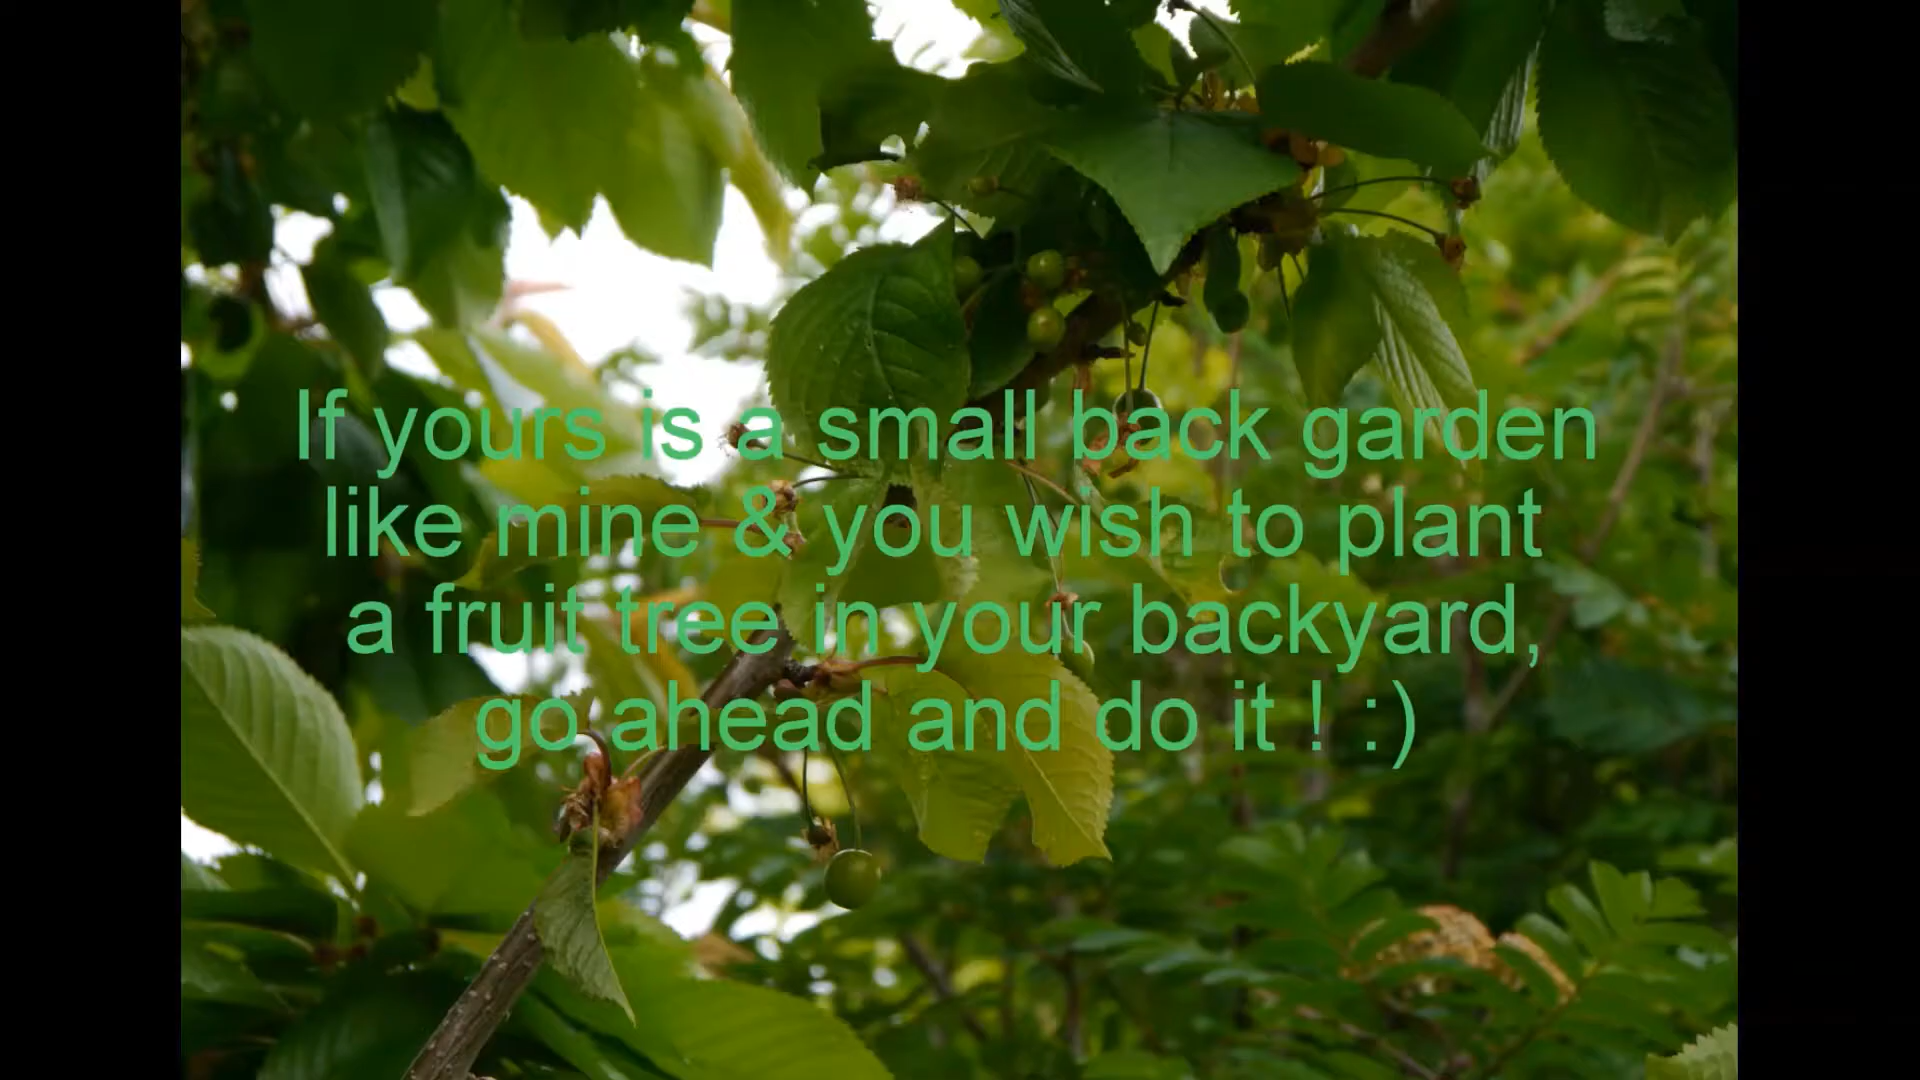 If yours is a small back garden
like mine & you wish to plant
a fruit tree in your backyard,
go ahead and do it ! :)